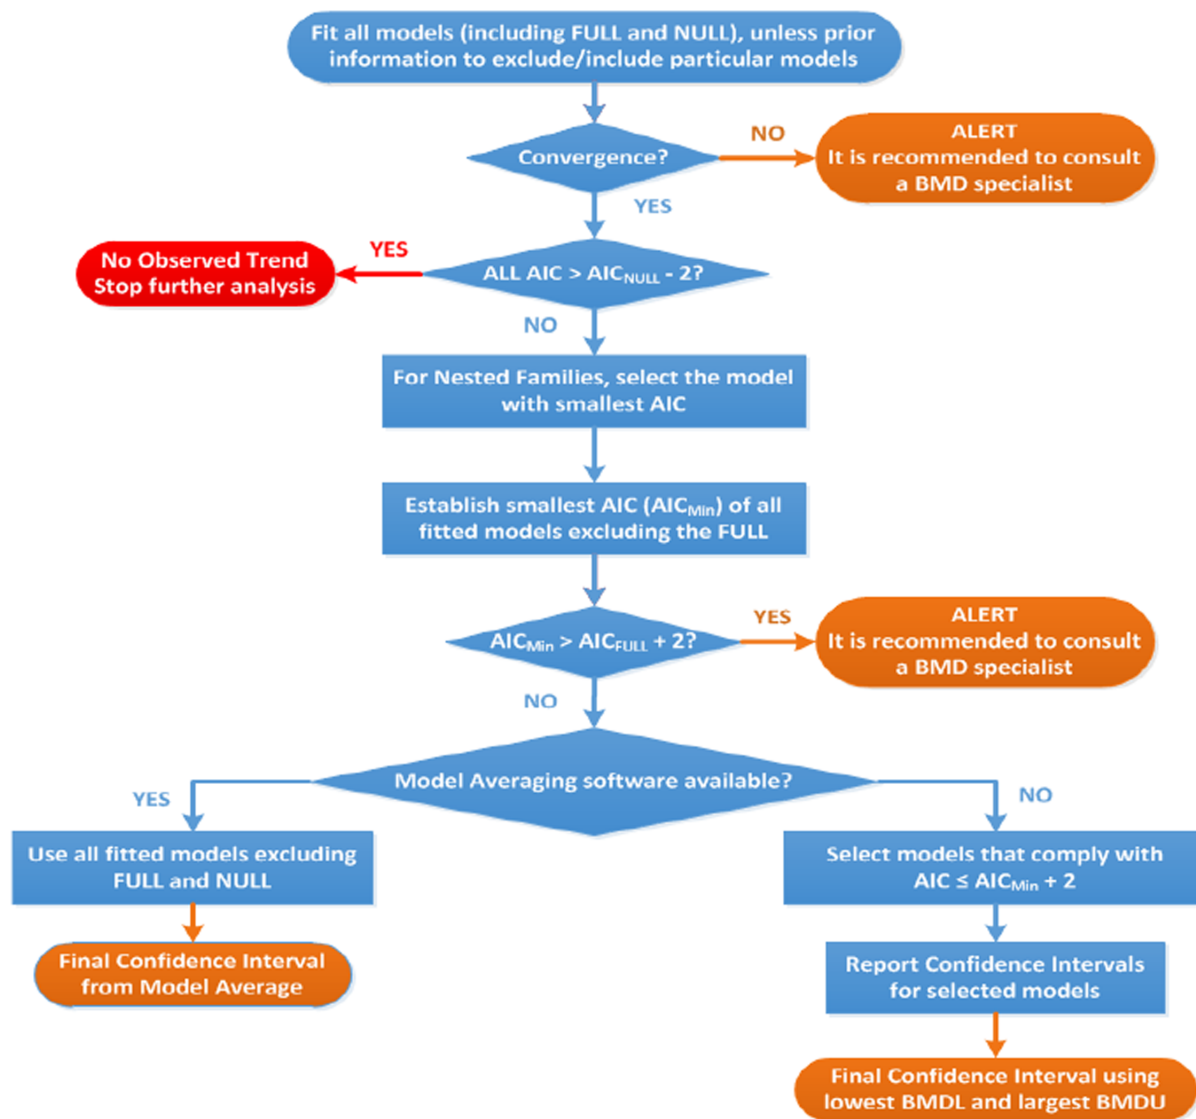 Fit all models (including FULL and NULL), unless prior
information to exclude/include particular models
Convergence?
NO
ALERT
It is recommended to consult
a BMD specialist
YES
ALL AIC > AICNULL - 2?
YES
No Observed Trend
Stop further analysis
NO
For Nested Families, select the model
with smallest AIC
Establish smallest AIC (AICMin) of all
fitted models excluding the FULL
AICMin > AICFULL + 2?
YES
ALERT
It is recommended to consult
a BMD specialist
NO
Model Averaging software available?
YES
Use all fitted models excluding
FULL and NULL
Final Confidence Interval
from Model Average
NO
Select models that comply with
AIC ≤ AICMin + 2
Report Confidence Intervals
for selected models
Final Confidence Interval using
lowest BMDL and largest BMDU